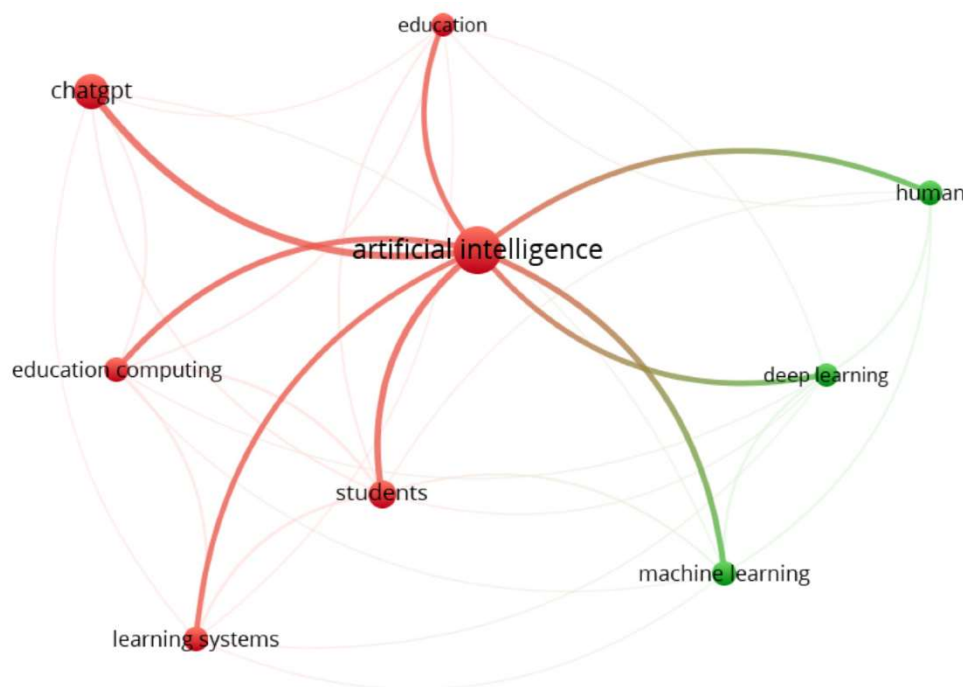 education
chatgpt
human
artificial intelligence
education computing
deep learning
students
machine learning
learning systems